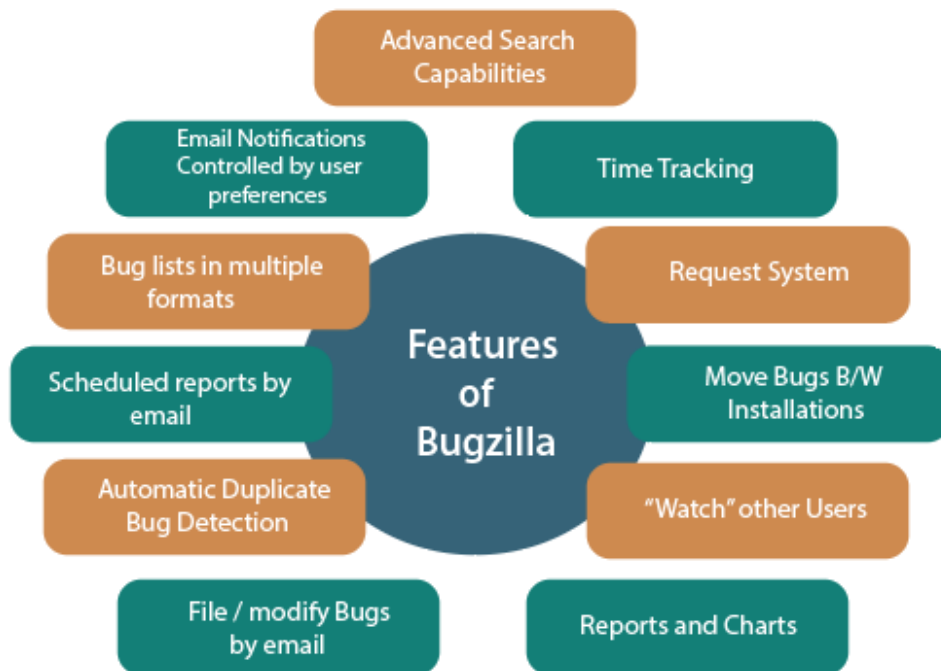 Advanced Search
Capabilities
Email Notifications
Controlled by user
preferences
Time Tracking
Bug lists in multiple
formats
Request System
Features
of
Bugzilla
Scheduled reports by
email
Move Bugs B/W
Installations
Automatic Duplicate
Bug Detection
“Watch” other Users
File / modify Bugs
by email
Reports and Charts